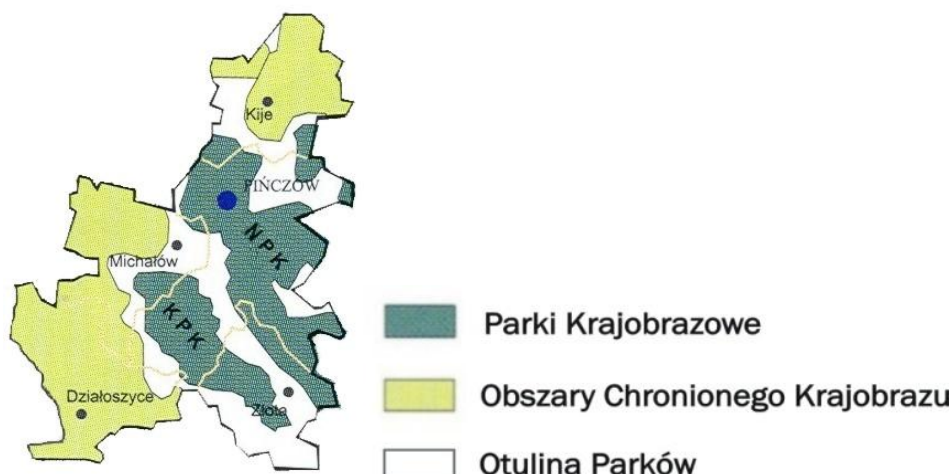 Kije
PIŃCZÓW
N P K
Michałów
K P K
Działoszyce
Złota
Parki Krajobrazowe
Obszary Chronionego Krajobrazu
Otulina Parków